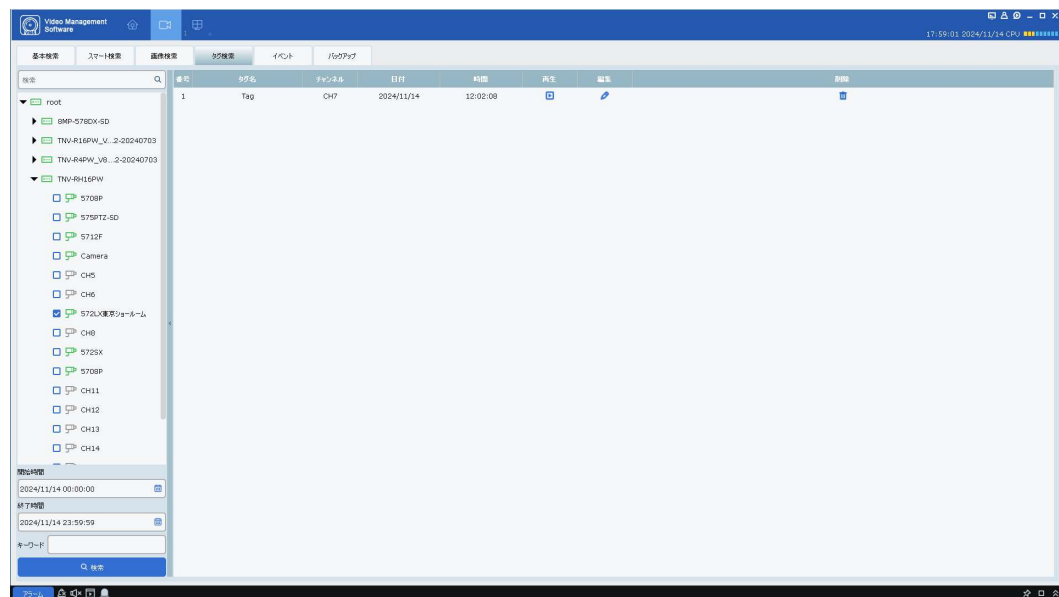 Video Management Software
17:59:01 2024/11/14 CPU
基本検索 スマート検索 画像検索 タグ検索 イベント バックアップ
検索
番号 タグ名 チャンネル 日付 時間 再生 編集 削除
1 Tag CH7 2024/11/14 12:02:08
root
8MP-578DX-SD
TNV-R16PW_V...2-20240703
TNV-R4PW_V8...2-20240703
TNV-RH16PW
5708P
575PTZ-SD
5712F
Camera
CH5
CH6
572LX東京ショールーム
CH8
572SX
5708P
CH11
CH12
CH13
CH14
開始時間
2024/11/14 00:00:00
終了時間
2024/11/14 23:59:59
キーワード
検索
アラーム